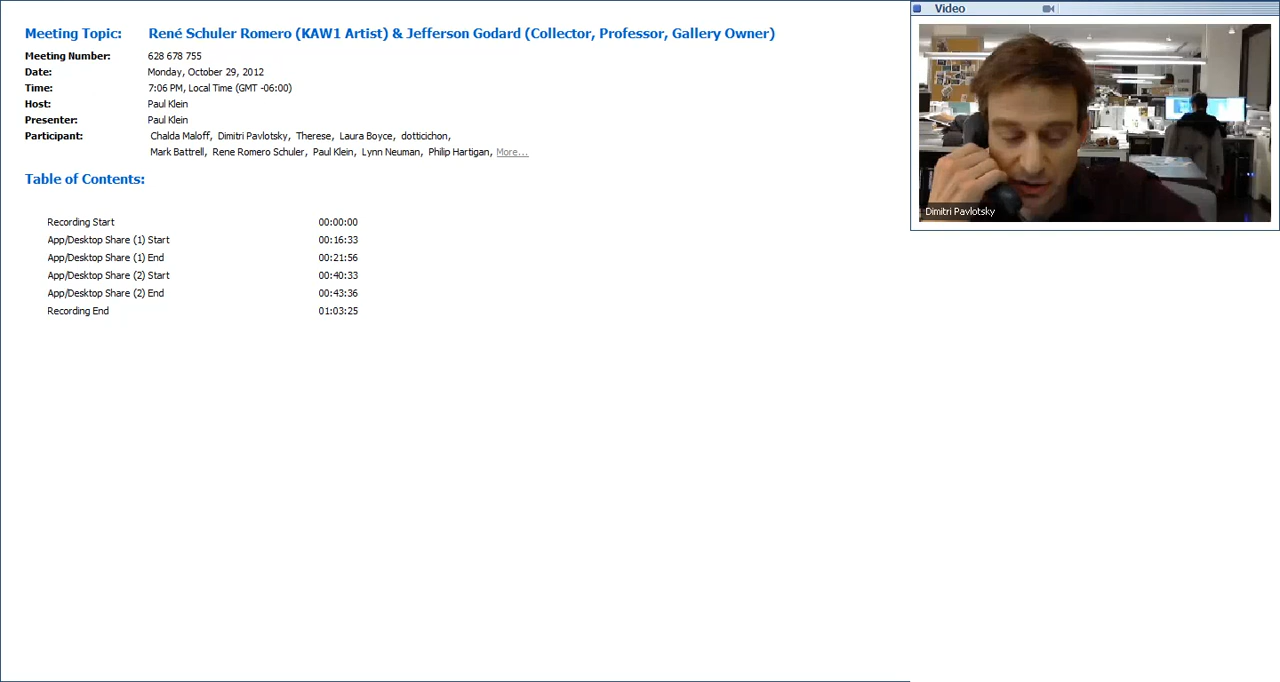 Meeting Topic: René Schuler Romero (KAW1 Artist) & Jefferson Godard (Collector, Professor, Gallery Owner)
Meeting Number: 628 678 755
Date: Monday, October 29, 2012
Time: 7:06 PM, Local Time (GMT -06:00)
Host: Paul Klein
Presenter: Paul Klein
Participant: Chalda Maloff, Dimitri Pavlotsky, Therese, Laura Boyce, dotticichon,
Mark Battrell, Rene Romero Schuler, Paul Klein, Lynn Neuman, Philip Hartigan, More...
Table of Contents:
Recording Start 00:00:00
App/Desktop Share (1) Start 00:16:33
App/Desktop Share (1) End 00:21:56
App/Desktop Share (2) Start 00:40:33
App/Desktop Share (2) End 00:43:36
Recording End 01:03:25
Video
Dimitri Pavlotsky